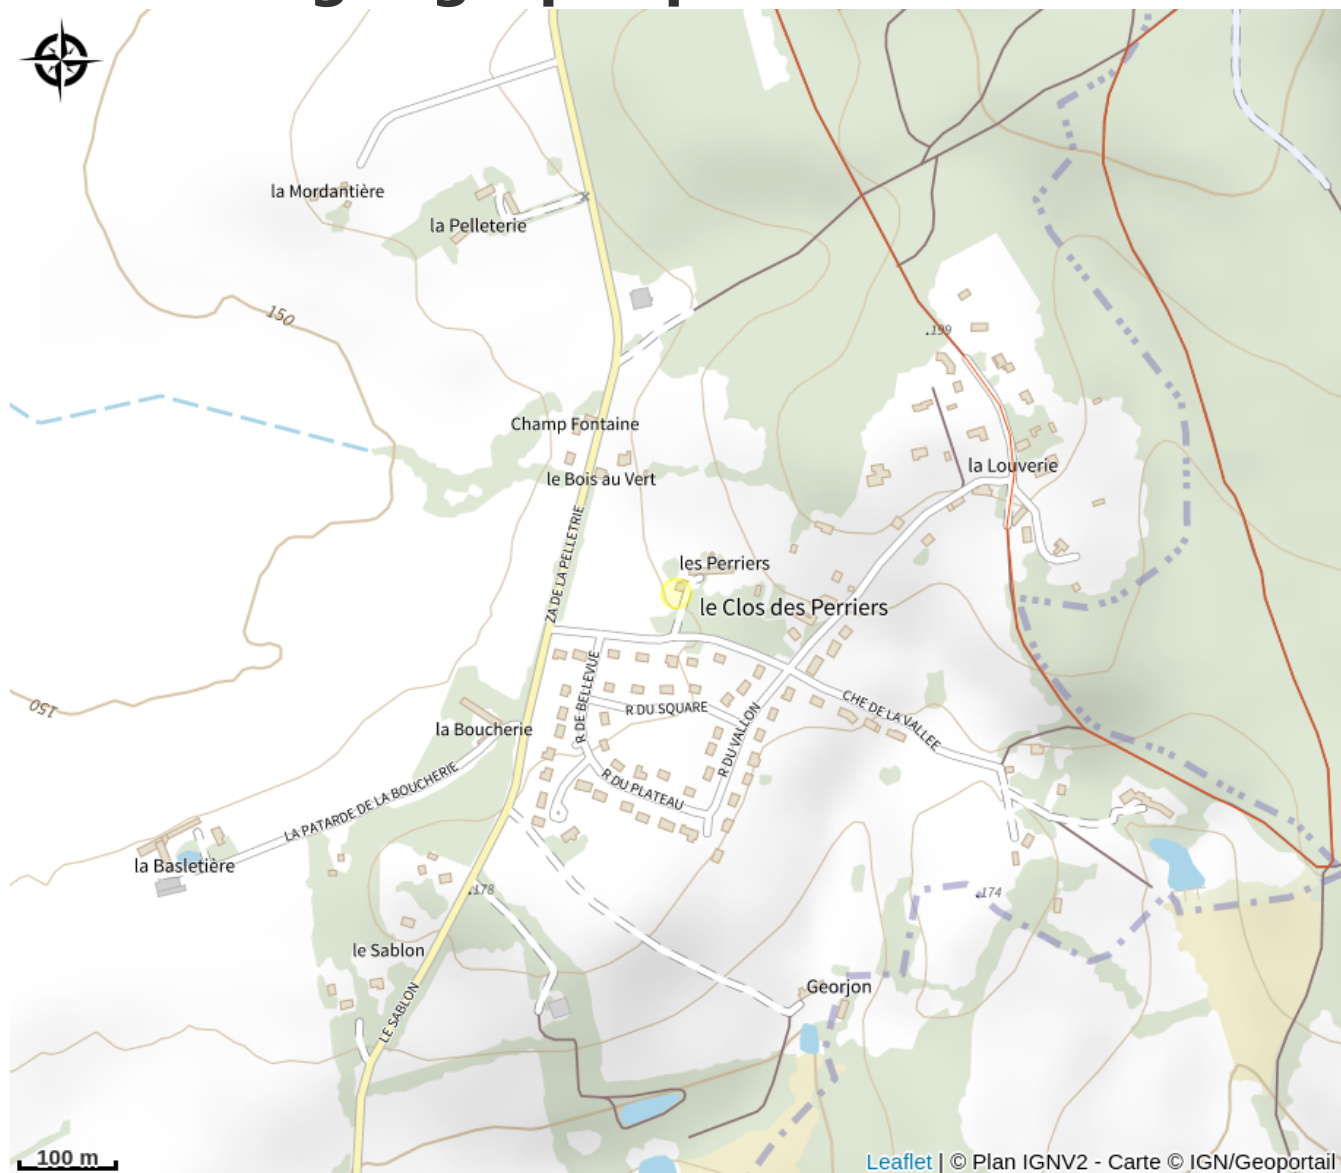 la Mordantière
la Pelleterie
150
.199
Champ Fontaine
la Louverie
le Bois au Vert
ZA DE LA PELLETRIE
les Perriers
le Clos des Perriers
R DE BELLEVUE
150
R DU SQUARE
CHE DE LA VALLEE
la Boucherie
R DU VALLON
R DU PLATEAU
LA PATARDE DE LA BOUCHERIE
la Basletière
.178
.174
le Sablon
Georjon
LE SABLON
100 m
Leaflet | © Plan IGNV2 - Carte © IGN/Geoportail